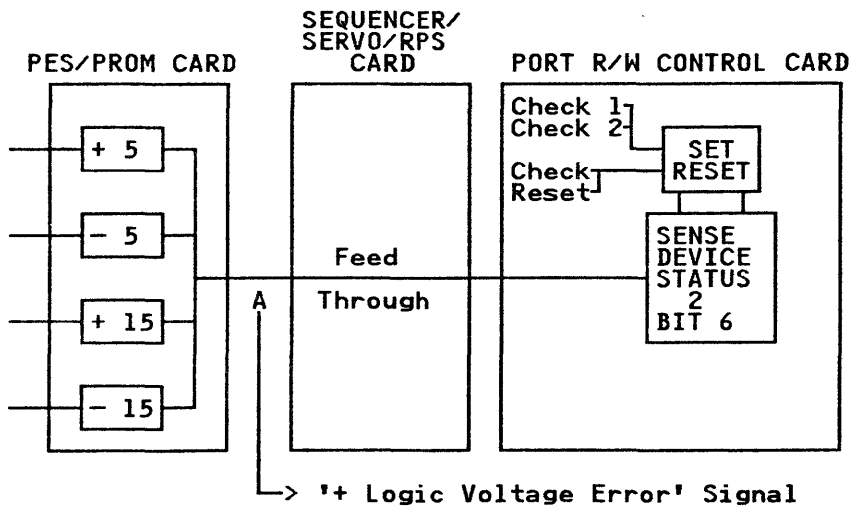 SEQUENCER/
SERVO/RPS
CARD
PES/PROM CARD
PORT R/W CONTROL CARD
+ 5
- 5
+ 15
- 15
A
Feed
Through
Check 1
Check 2
Check
Reset
SET
RESET
SENSE
DEVICE
STATUS
2
BIT 6
'+ Logic Voltage Error' Signal